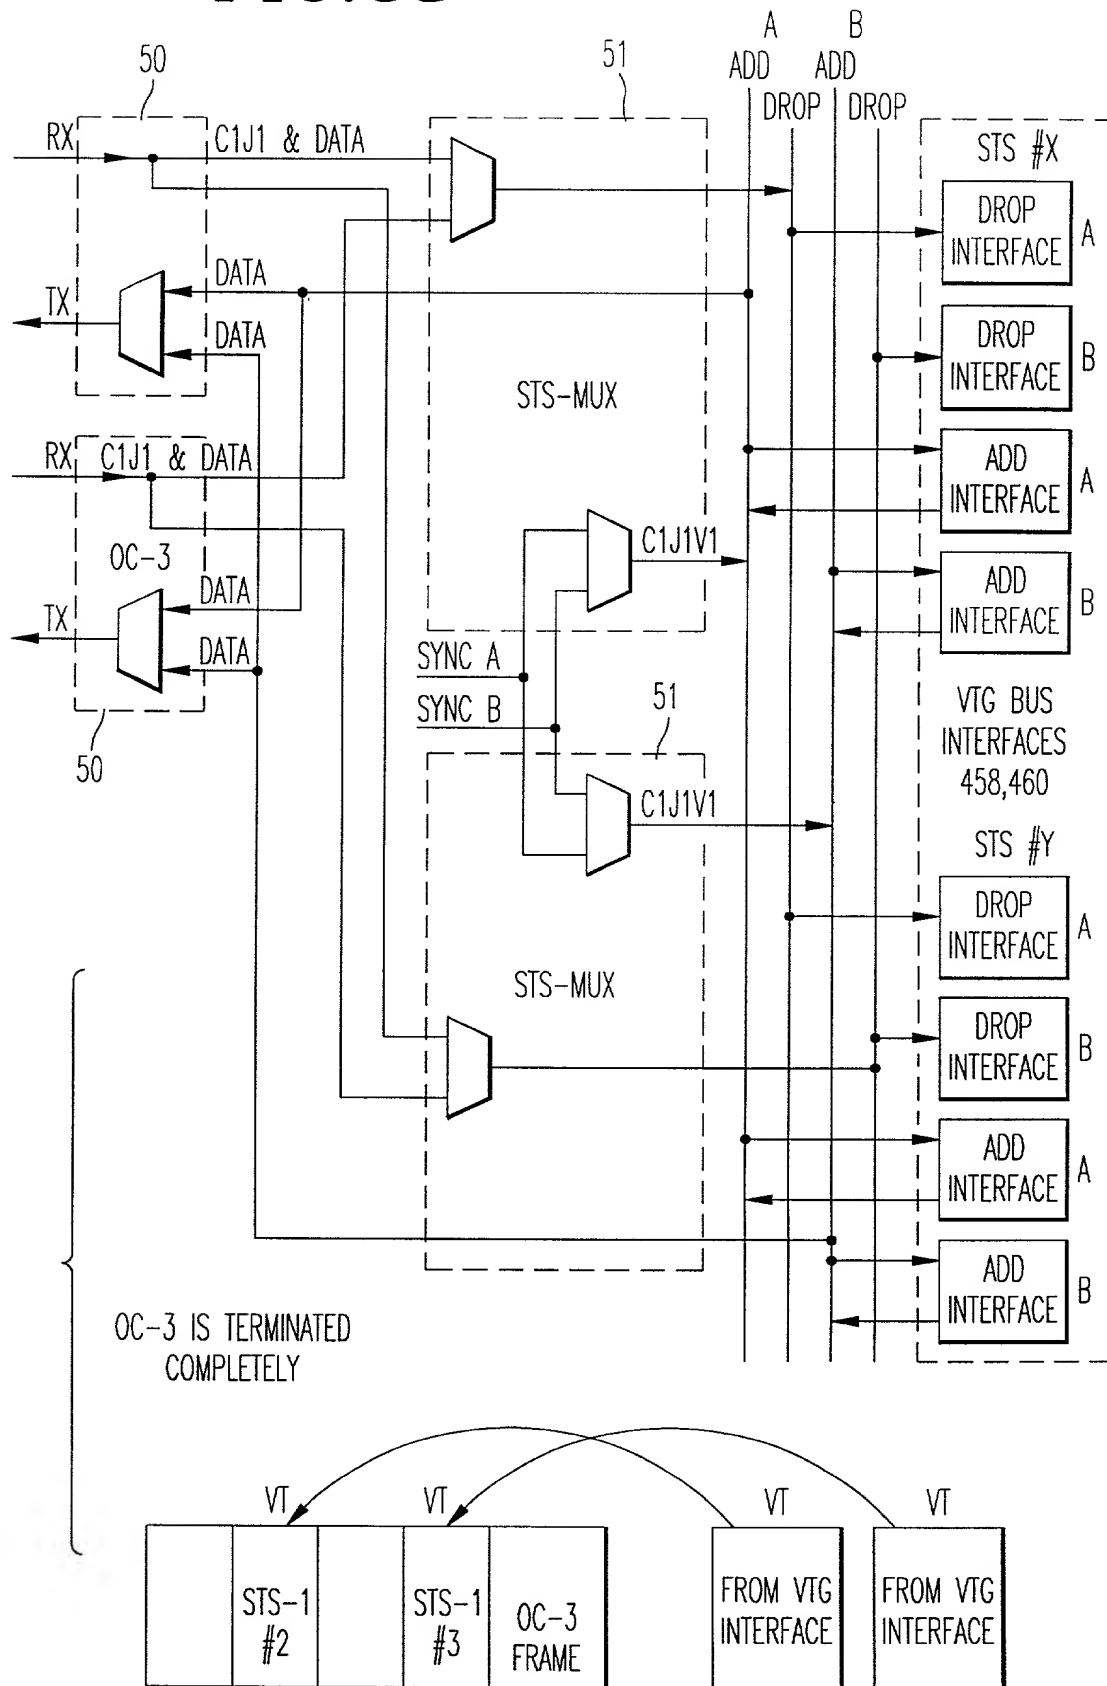 50
51
A B
ADD ADD
DROP DROP
RX
C1J1 & DATA
STS #X
DROP
INTERFACE
A
DATA
TX
DATA
DROP
INTERFACE
B
STS-MUX
RX
C1J1 & DATA
ADD
INTERFACE
A
OC-3
C1J1V1
DATA
TX
DATA
ADD
INTERFACE
B
SYNC A
SYNC B
50
51
VTG BUS
INTERFACES
458,460
C1J1V1
STS #Y
DROP
INTERFACE
A
STS-MUX
DROP
INTERFACE
B
ADD
INTERFACE
A
ADD
INTERFACE
B
OC-3 IS TERMINATED
COMPLETELY
VT VT VT VT
STS-1
#2
STS-1
#3
OC-3
FRAME
FROM VTG
INTERFACE
FROM VTG
INTERFACE